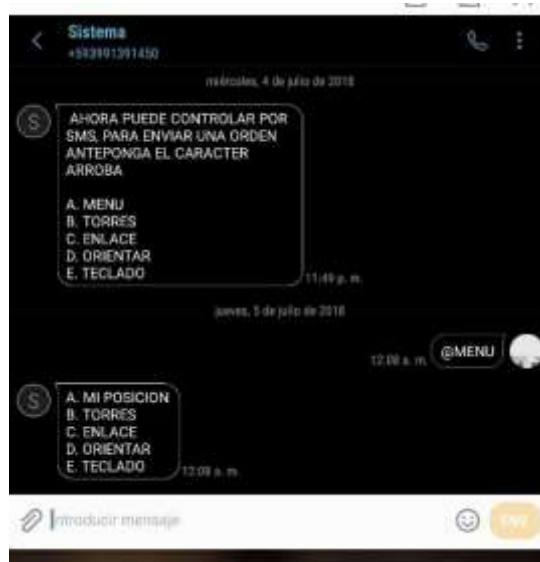 Sistema
+593991391450
miércoles, 4 de julio de 2018
S
AHORA PUEDE CONTROLAR POR
SMS, PARA ENVIAR UNA ORDEN
ANTEPONGA EL CARACTER
ARROBA
A. MENU
B. TORRES
C. ENLACE
D. ORIENTAR
E. TECLADO
11:49 p. m.
jueves, 5 de julio de 2018
@MENU
12:08 a. m.
S
A. MI POSICION
B. TORRES
C. ENLACE
D. ORIENTAR
E. TECLADO
12:09 a. m.
Introducir mensaje